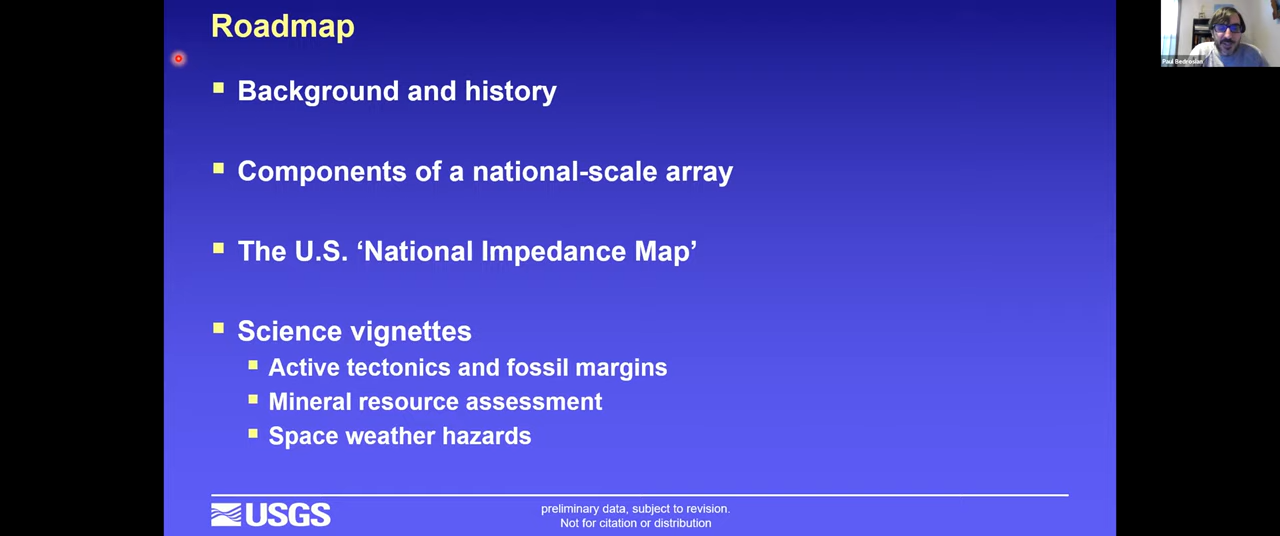 Roadmap
Paul Bedrosian
Background and history
Components of a national-scale array
The U.S. ‘National Impedance Map’
Science vignettes
Active tectonics and fossil margins
Mineral resource assessment
Space weather hazards
USGS
preliminary data, subject to revision.
Not for citation or distribution